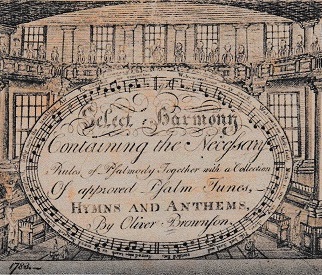 Select Harmony
Containing the Necessary
Rules of Psalmody Together with a Collection
Of approved Psalm Tunes,
HYMNS AND ANTHEMS,
By Oliver Brownson.